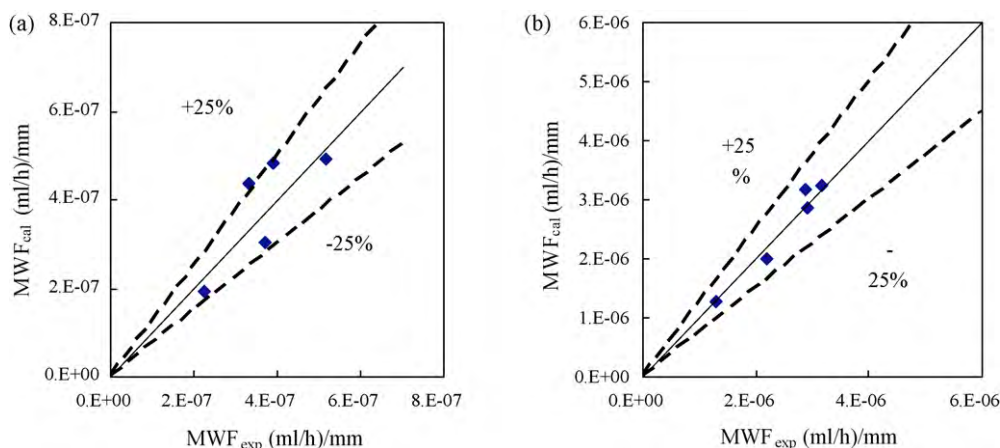 (a)
8.E-07
6.E-07
4.E-07
2.E-07
0.E+00
MWFcal (ml/h)/mm
+25%
-25%
0.E+00 2.E-07 4.E-07 6.E-07 8.E-07
MWFexp (ml/h)/mm
(b)
6.E-06
5.E-06
4.E-06
3.E-06
2.E-06
1.E-06
0.E+00
MWFcal (ml/h)/mm
+25
%
-
25%
0.E+00 2.E-06 4.E-06 6.E-06
MWFexp (ml/h)/mm